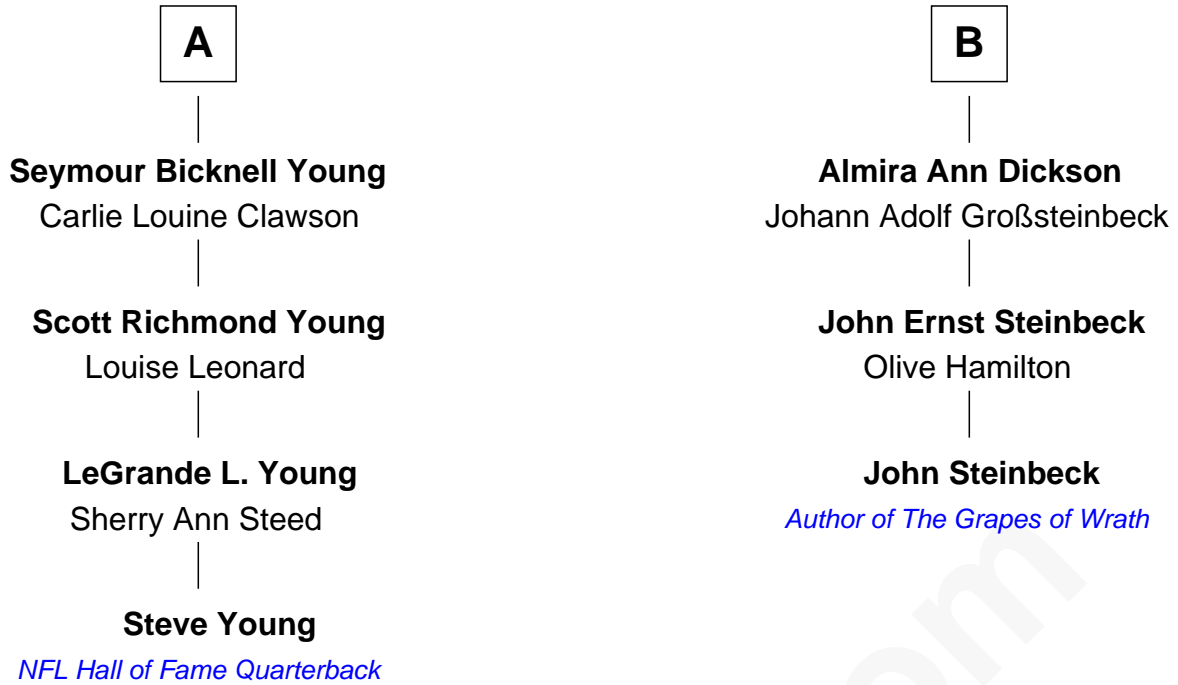 A
Seymour Bicknell Young
Carlie Louine Clawson
Scott Richmond Young
Louise Leonard
LeGrande L. Young
Sherry Ann Steed
Steve Young
NFL Hall of Fame Quarterback
B
Almira Ann Dickson
Johann Adolf Großsteinbeck
John Ernst Steinbeck
Olive Hamilton
John Steinbeck
Author of The Grapes of Wrath
om